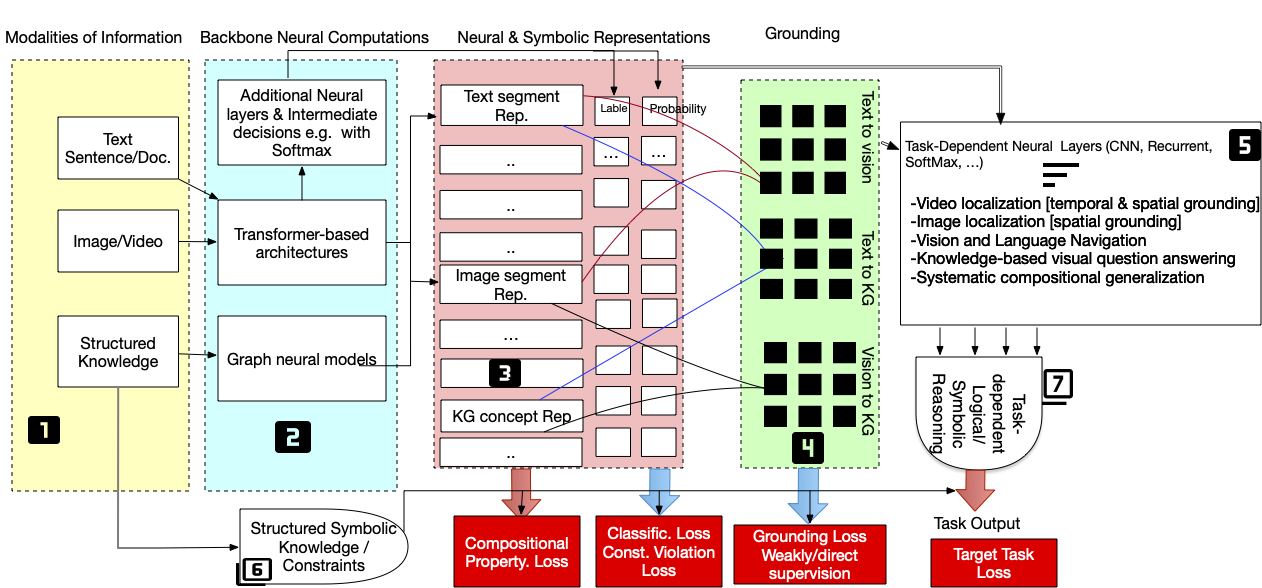 Modalities of Information
Backbone Neural Computations
Neural & Symbolic Representations
Grounding
Text
Sentence/Doc.
Image/Video
Structured
Knowledge
1
Additional Neural
layers & Intermediate
decisions e.g. with
Softmax
Transformer-based
architectures
Graph neural models
2
Text segment
Rep.
..
..
..
Image segment
Rep.
...
3
KG concept Rep
..
Lable
Probability
...
...
Text to vision
Text to KG
Vision to KG
4
5
Task-Dependent Neural Layers (CNN, Recurrent,
SoftMax, ...)
-Video localization [temporal & spatial grounding]
-Image localization [spatial grounding]
-Vision and Language Navigation
-Knowledge-based visual question answering
-Systematic compositional generalization
Task-
dependent
Logical/
Symbolic
Reasoning
7
Structured Symbolic
Knowledge /
Constraints
6
Compositional
Property. Loss
Classific. Loss
Const. Violation
Loss
Grounding Loss
Weakly/direct
supervision
Task Output
Target Task
Loss